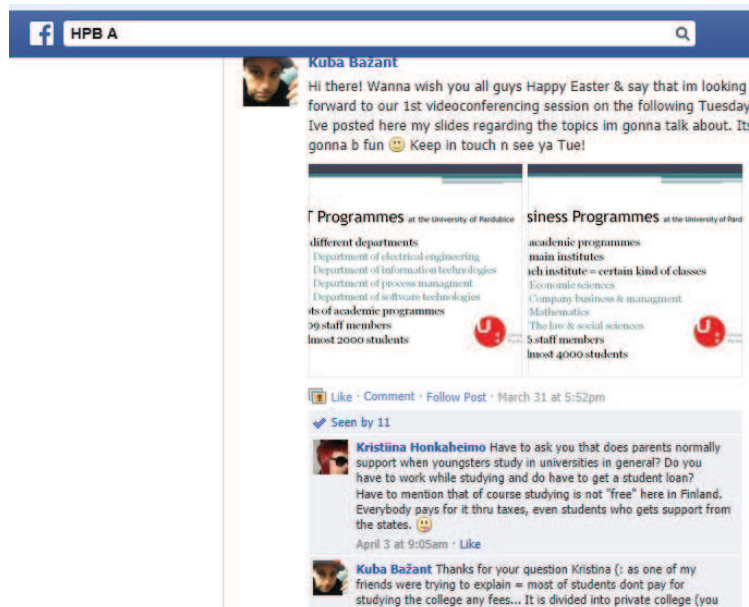 f HPB A
Kuba Bažant
Hi there! Wanna wish you all guys Happy Easter & say that im looking
forward to our 1st videoconferencing session on the following Tuesday
Ive posted here my slides regarding the topics im gonna talk about. Its
gonna b fun Keep in touch n see ya Tue!
T Programmes at the University of Pardubice
different departments
Department of electrical engineering
Department of information technologies
Department of process managment
Department of software technologies
ts of academic programmes
09 staff members
lmost 2000 students
siness Programmes at the University of Pard
academic programmes
main institutes
ach institute = certain kind of classes
Economic sciences
Company business & managment
Mathematics
The law & social sciences
staff members
lmost 4000 students
Like · Comment · Follow Post · March 31 at 5:52pm
Seen by 11
Kristiina Honkaheimo Have to ask you that does parents normally
support when youngsters study in universities in general? Do you
have to work while studying and do have to get a student loan?
Have to mention that of course studying is not "free" here in Finland.
Everybody pays for it thru taxes, even students who gets support from
the states.
April 3 at 9:05am · Like
Kuba Bažant Thanks for your question Kristina (: as one of my
friends were trying to explain = most of students dont pay for
studying the college any fees... It is divided into private college (you